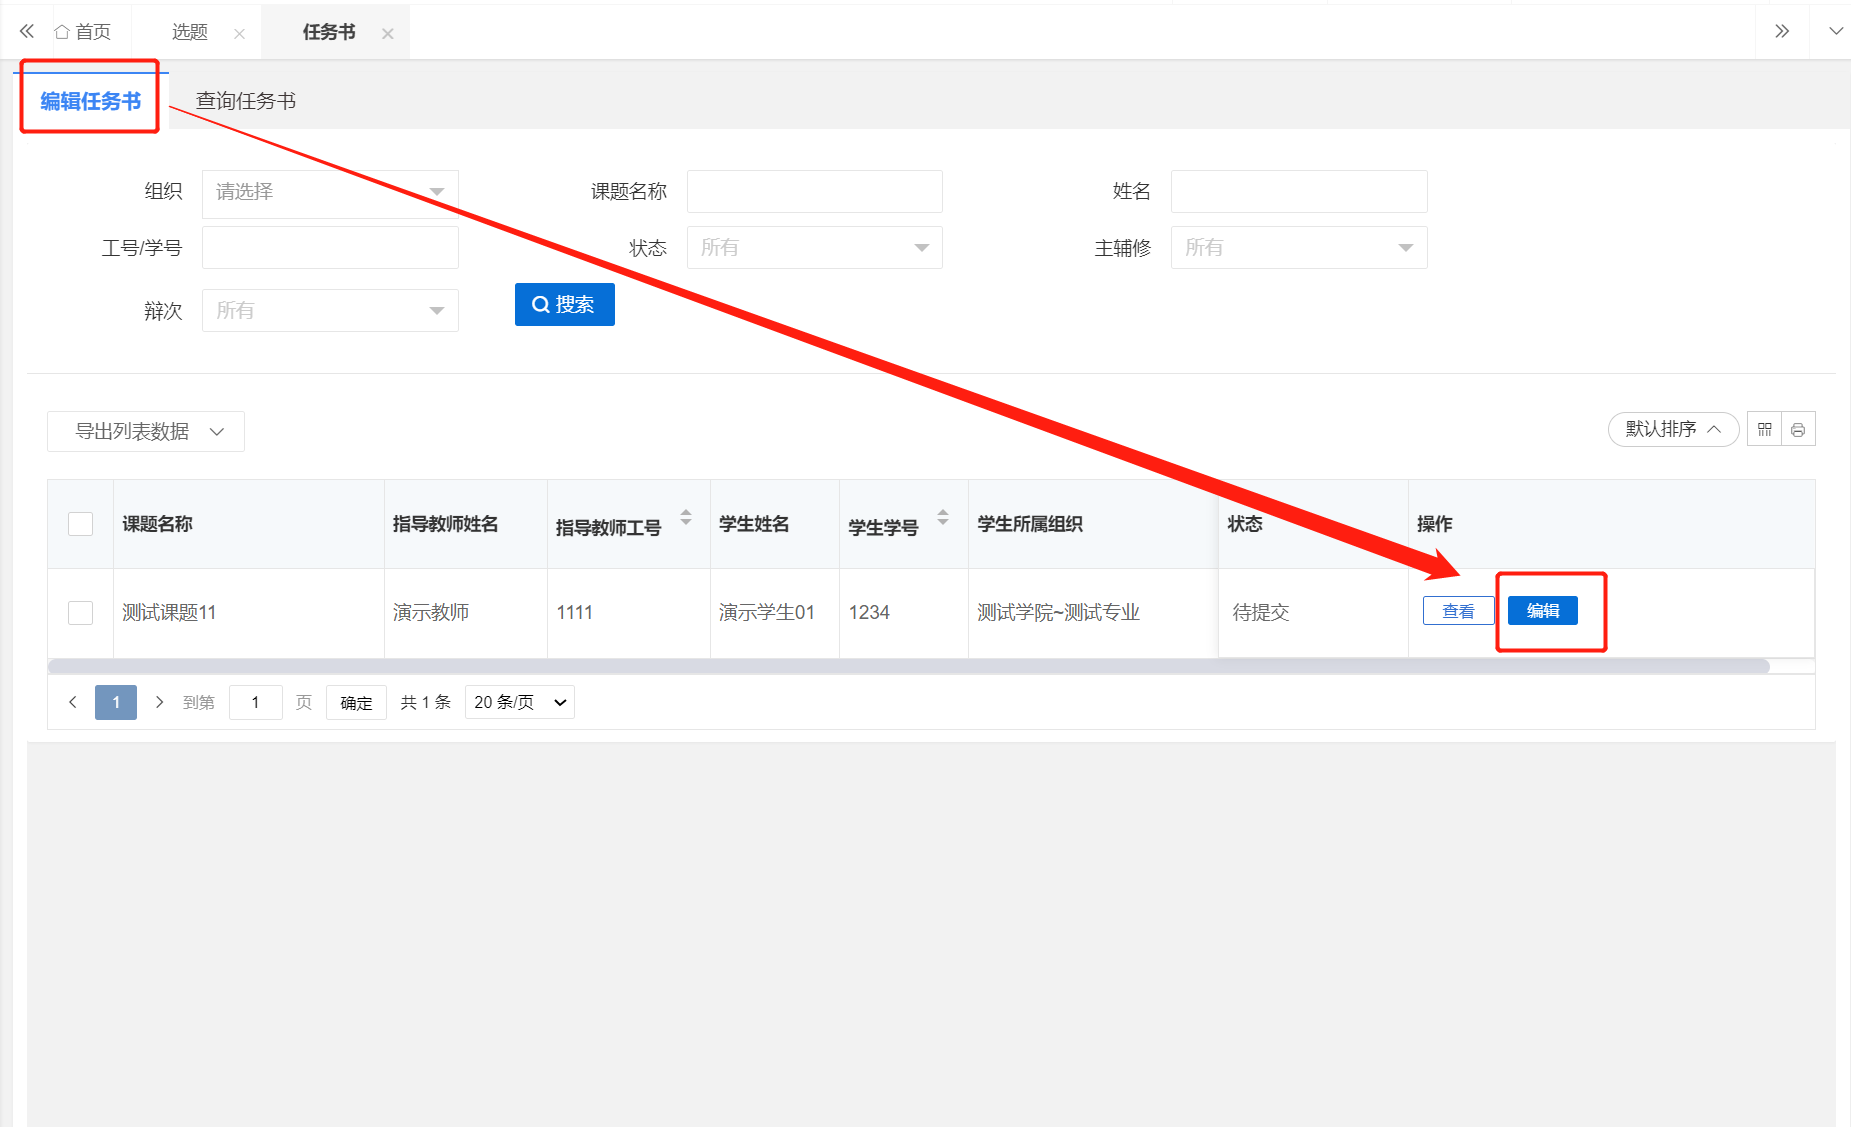 首页 选题 任务书
编辑任务书 查询任务书
组织 请选择 课题名称 姓名
工号/学号 状态 所有 主辅修 所有
辩次 所有 搜索
导出列表数据 默认排序
课题名称 指导教师姓名 指导教师工号 学生姓名 学生学号 学生所属组织 状态 操作
测试课题11 演示教师 1111 演示学生01 1234 测试学院~测试专业 待提交 查看 编辑
1 到第 1 页 确定 共 1 条 20 条/页